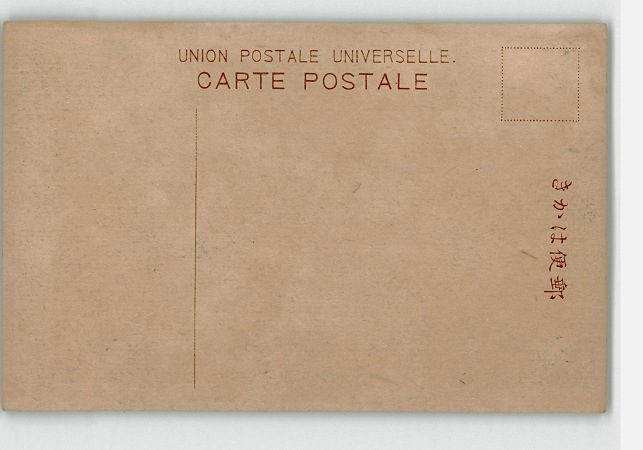 UNION POSTALE UNIVERSELLE.
CARTE POSTALE
きかは便郵